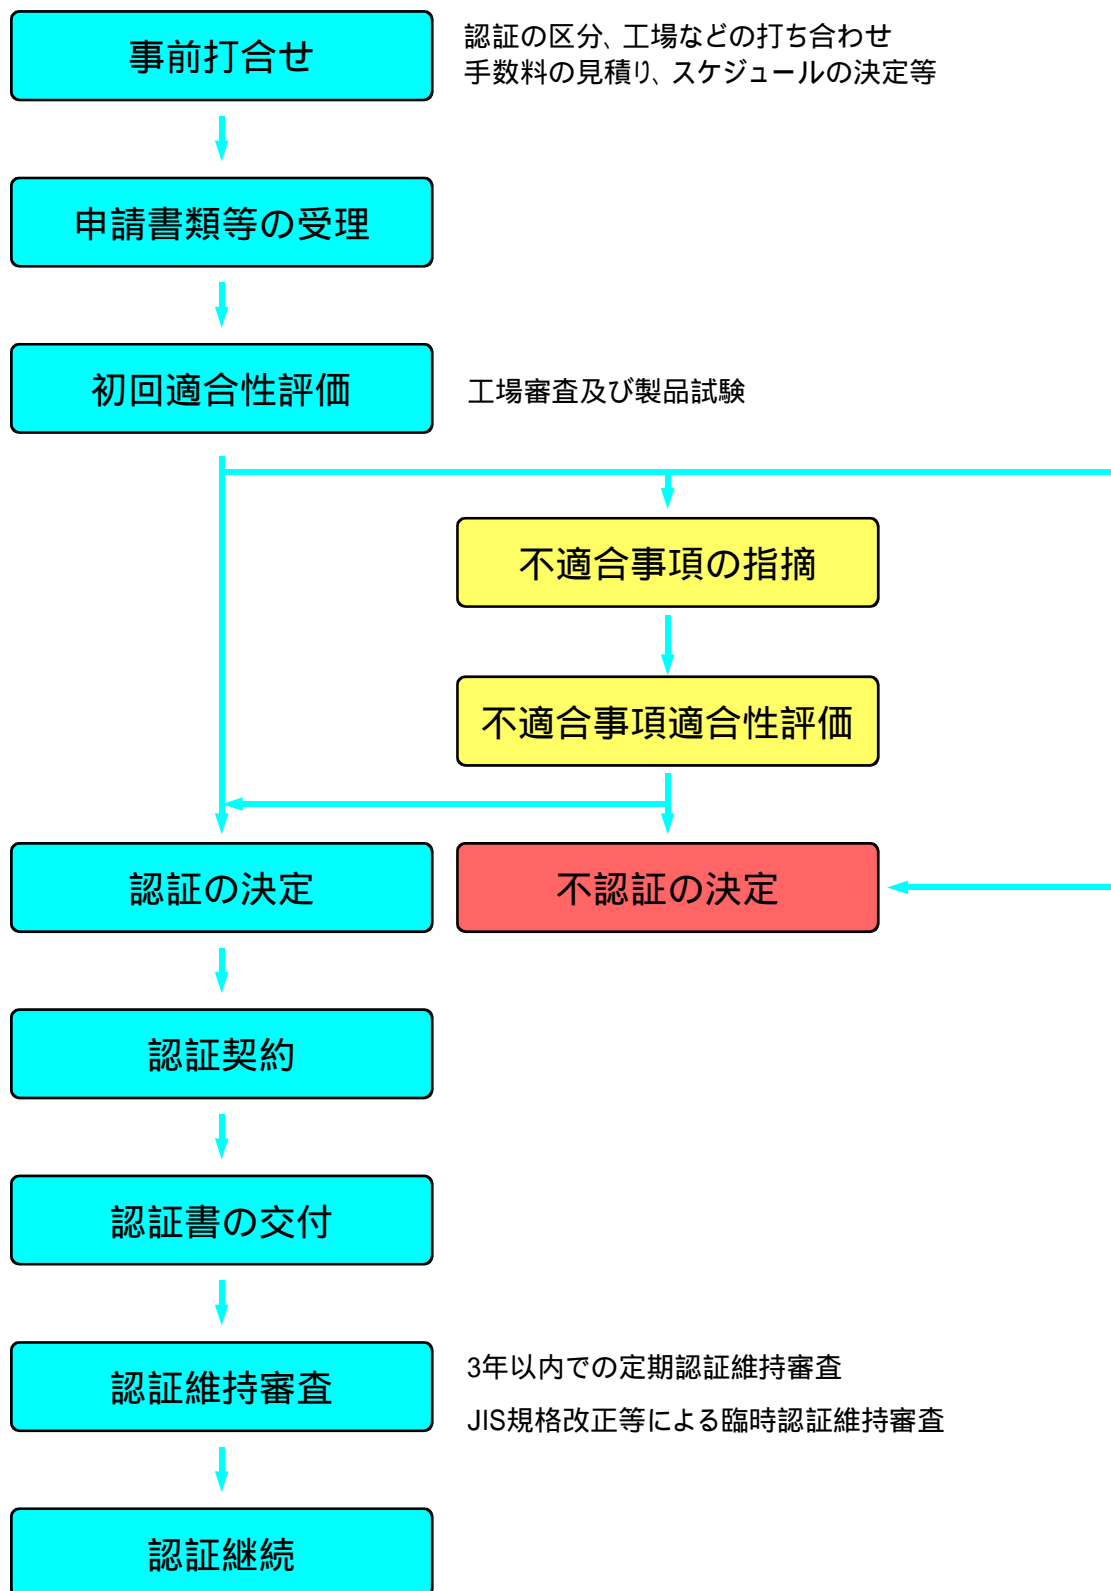 事前打合せ
認証の区分、工場などの打ち合わせ
手数料の見積り、スケジュールの決定等
申請書類等の受理
初回適合性評価
工場審査及び製品試験
不適合事項の指摘
不適合事項適合性評価
認証の決定
不認証の決定
認証契約
認証書の交付
認証維持審査
3年以内での定期認証維持審査
JIS規格改正等による臨時認証維持審査
認証継続